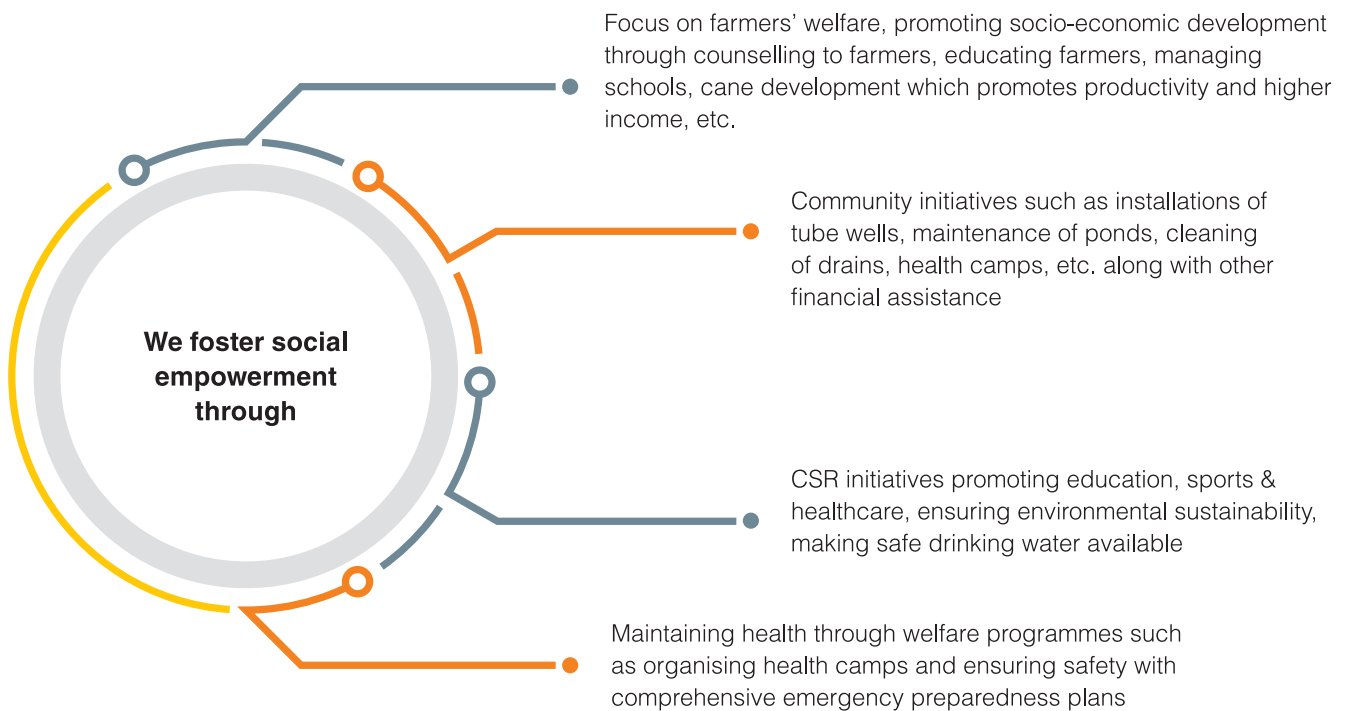 Focus on farmers’ welfare, promoting socio-economic development
through counselling to farmers, educating farmers, managing
schools, cane development which promotes productivity and higher
income, etc.
Community initiatives such as installations of
tube wells, maintenance of ponds, cleaning
of drains, health camps, etc. along with other
financial assistance
We foster social
empowerment
through
CSR initiatives promoting education, sports &
healthcare, ensuring environmental sustainability,
making safe drinking water available
Maintaining health through welfare programmes such
as organising health camps and ensuring safety with
comprehensive emergency preparedness plans